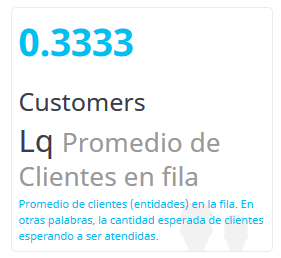 0.3333
Customers
Lq Promedio de
Clientes en fila
Promedio de clientes (entidades) en la fila. En
otras palabras, la cantidad esperada de clientes
esperando a ser atendidas.